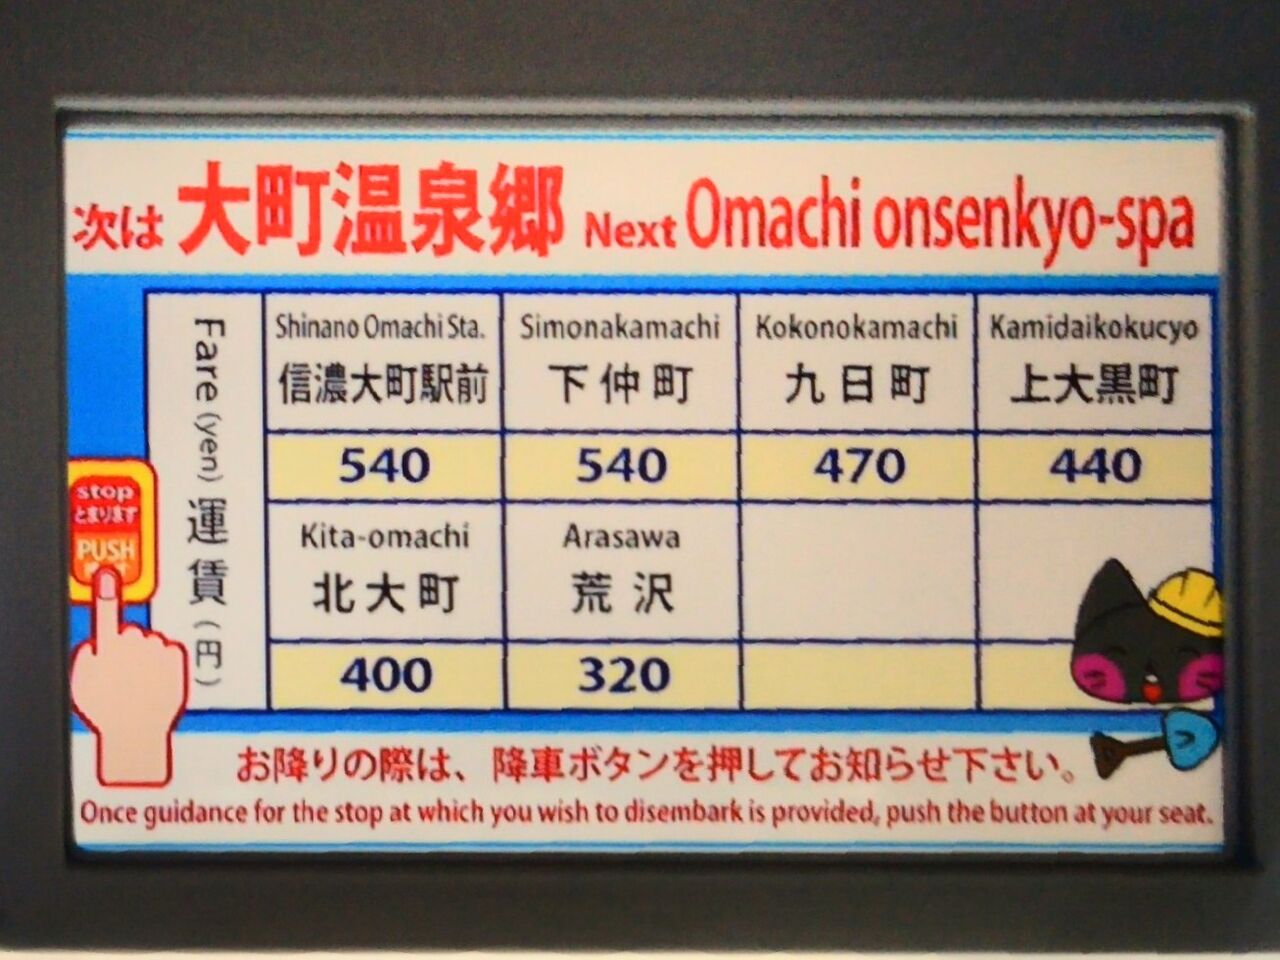 次は 大町温泉郷 Next Omachi onsenkyo-spa
Fare (yen) 運賃 (円)
Shinano Omachi Sta. Simonakamachi Kokonokamachi Kamidaikokucyo
信濃大町駅前 下仲町 九日町 上大黒町
540 540 470 440
Kita-omachi Arasawa
北大町 荒沢
400 320
stop
とまります
PUSH
お降りの際は、降車ボタンを押してお知らせ下さい。
Once guidance for the stop at which you wish to disembark is provided, push the button at your seat.